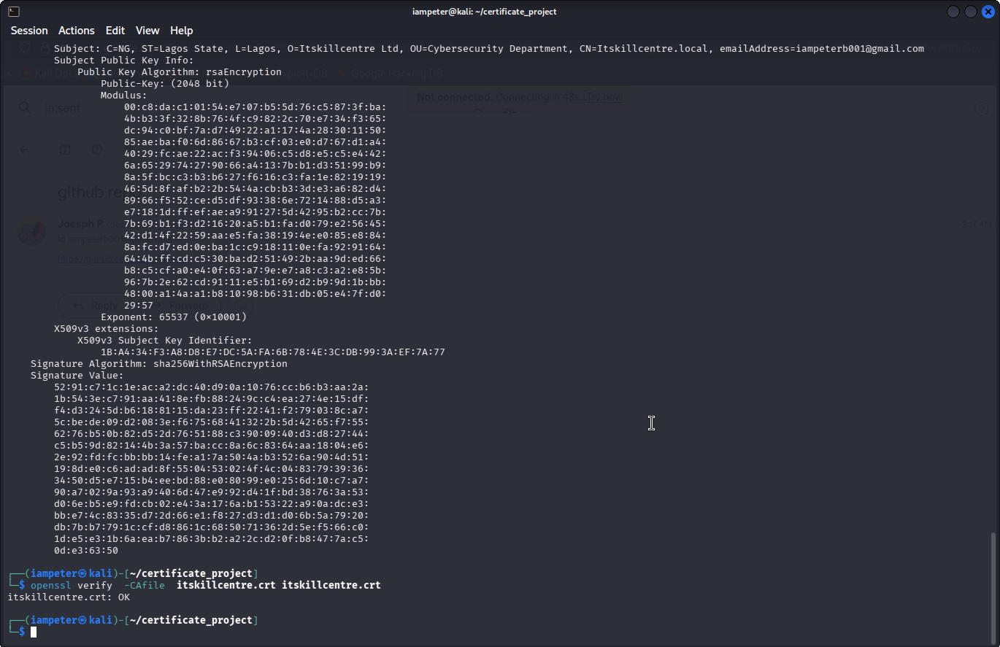 iampeter@kali: ~/certificate_project
Session Actions Edit View Help
Subject: C=NG, ST=Lagos State, L=Lagos, O=Itskillcentre Ltd, OU=Cybersecurity Department, CN=Itskillcentre.local, emailAddress=iampeterb001@gmail.com
Subject Public Key Info:
Public Key Algorithm: rsaEncryption
Public-Key: (2048 bit)
Modulus:
00:c8:da:c1:01:54:e7:07:b5:5d:76:c5:87:3f:ba:
4b:b3:3f:32:8b:76:4f:c9:82:2c:70:e7:34:f3:65:
dc:94:c0:bf:7a:d7:49:22:a1:17:4a:28:30:11:50:
85:ae:ba:f0:6d:86:67:b3:cf:03:e0:d7:67:d1:a4:
40:29:fc:ae:22:ac:f3:94:06:c5:d8:e5:c5:e4:42:
6a:65:29:74:27:90:66:a4:13:7b:b1:d3:51:99:b9:
8a:5f:bc:c3:b3:b6:27:f6:16:c3:fa:1e:82:19:19:
46:5d:8f:af:b2:2b:54:4a:cb:b3:3d:e3:a6:82:d4:
89:66:f5:52:ce:d5:df:93:38:6e:72:14:88:d5:a3:
e7:18:1d:ff:ef:ae:a9:91:27:5d:42:95:b2:cc:7b:
7b:69:b1:f3:d2:16:20:a5:b1:fa:d0:79:e2:56:45:
42:d1:4f:22:59:aa:e5:fa:38:19:4e:e0:85:e8:84:
8a:fc:d7:ed:0e:ba:1c:c9:18:11:0e:fa:92:91:64:
64:4b:ff:cd:c5:30:ba:d2:51:49:2b:aa:9d:ed:66:
b8:c5:cf:a0:e4:0f:63:a7:9e:e7:a8:c3:a2:e8:5b:
96:7b:2e:62:cd:91:11:e5:b1:69:d2:b9:9d:1b:bb:
48:00:a1:4a:a1:b8:10:98:b6:31:db:05:e4:7f:d0:
29:57
Exponent: 65537 (0×10001)
X509v3 extensions:
X509v3 Subject Key Identifier:
1B:A4:34:F3:A8:D8:E7:DC:5A:FA:6B:78:4E:3C:DB:99:3A:EF:7A:77
Signature Algorithm: sha256WithRSAEncryption
Signature Value:
52:91:c7:1c:1e:ac:a2:dc:40:d9:0a:10:76:cc:b6:b3:aa:2a:
1b:54:3e:c7:91:aa:41:8e:fb:88:24:9c:c4:ea:27:4e:15:df:
f4:d3:24:5d:b6:18:81:15:da:23:ff:22:41:f2:79:03:8c:a7:
5c:be:de:09:d2:08:3e:f6:75:68:41:32:2b:5d:42:65:f7:55:
62:76:b5:0b:82:d5:2d:76:51:88:c3:90:09:40:d3:d8:27:44:
c5:b5:9d:82:14:4b:3a:57:ba:cc:8a:6c:83:64:aa:18:04:e6:
2e:92:fd:fc:bb:bb:14:fe:a1:7a:50:4a:b3:52:6a:90:4d:51:
19:8d:e0:c6:ad:ad:8f:55:04:53:02:4f:4c:04:83:79:39:36:
34:50:d5:e7:15:b4:ee:bd:88:e0:80:99:e0:25:6d:10:c7:a7:
90:a7:02:9a:93:a9:40:6d:47:e9:92:d4:1f:bd:38:76:3a:53:
d0:6e:b5:e9:fd:cb:02:e4:3a:17:6a:b1:53:22:a9:0a:dc:e3:
bb:e7:4c:83:35:d7:2d:66:e1:f8:27:d3:d1:d0:6b:5a:79:20:
db:7b:b7:79:1c:cf:d8:86:1c:68:50:71:36:2d:5e:f5:66:c0:
1d:e5:e3:1b:6a:ea:b7:86:3b:b2:a2:2c:d2:0f:b8:47:7a:c5:
0d:e3:63:50
┌──(iampeter㉿kali)-[~/certificate_project]
└─$ openssl verify -CAfile itskillcentre.crt itskillcentre.crt
itskillcentre.crt: OK
┌──(iampeter㉿kali)-[~/certificate_project]
└─$
Google Hacking DB
Not connected. Connecting in 43s... Try now
in:sent
github
Joesph P
2:17 AM
Reply
Forward